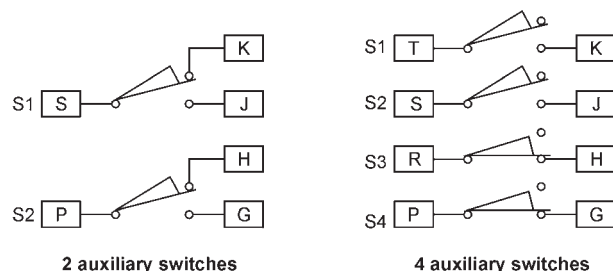 K
S1 S J
H
S2 P G
2 auxiliary switches
S1 T K
S2 S J
S3 R H
S4 P G
4 auxiliary switches